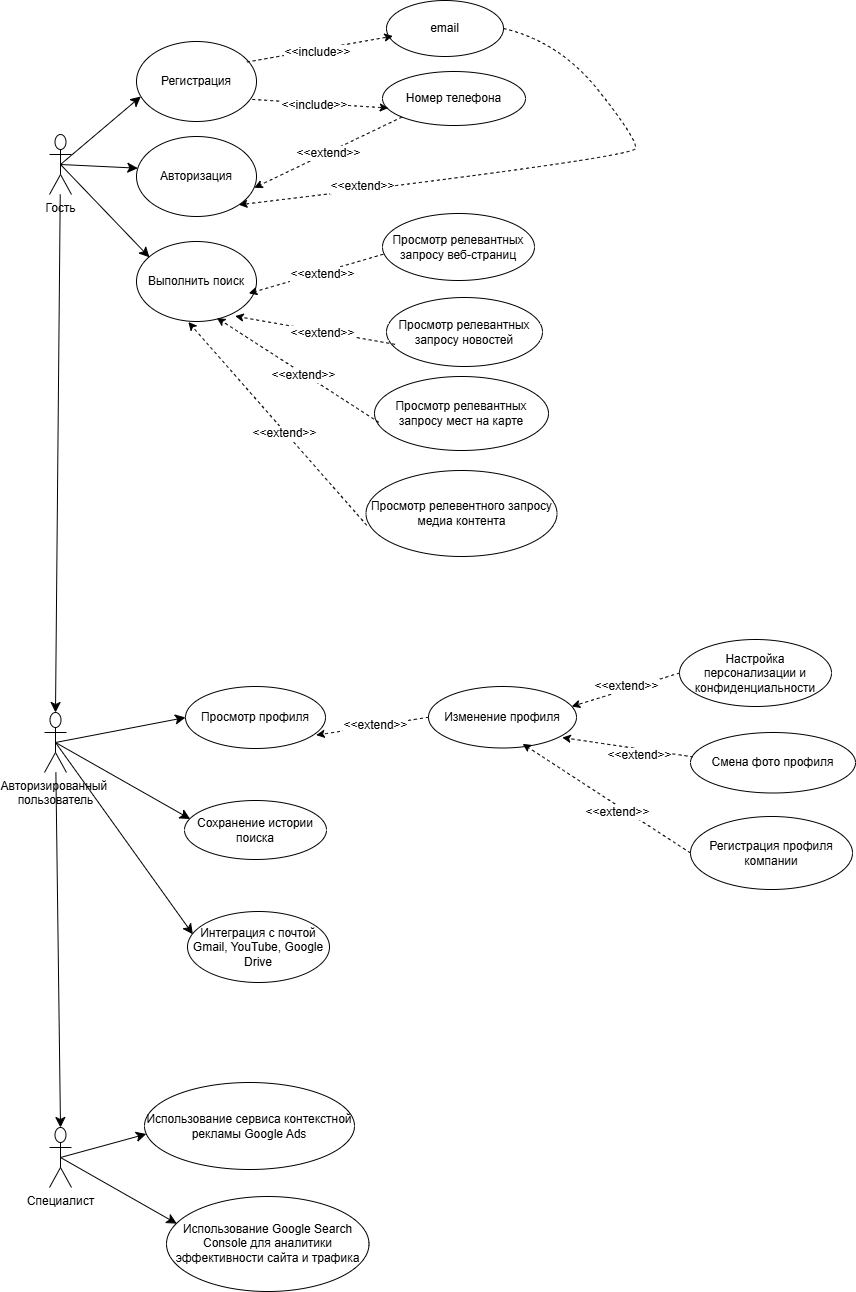 email
<<include>>
Регистрация
Номер телефона
<<include>>
<<extend>>
Авторизация
<<extend>>
Гость
Просмотр релевантных
запросу веб-страниц
<<extend>>
Выполнить поиск
Просмотр релевантных
запросу новостей
<<extend>>
<<extend>>
Просмотр релевантных
запросу мест на карте
<<extend>>
Просмотр релевентного запросу
медиа контента
Настройка
персонализации и
конфиденциальности
<<extend>>
Просмотр профиля
<<extend>>
Изменение профиля
<<extend>>
Смена фото профиля
Авторизированный
пользователь
<<extend>>
Сохранение истории
поиска
Регистрация профиля
компании
Интеграция с почтой
Gmail, YouTube, Google
Drive
Использование сервиса контекстной
рекламы Google Ads
Специалист
Использование Google Search
Console для аналитики
эффективности сайта и трафика